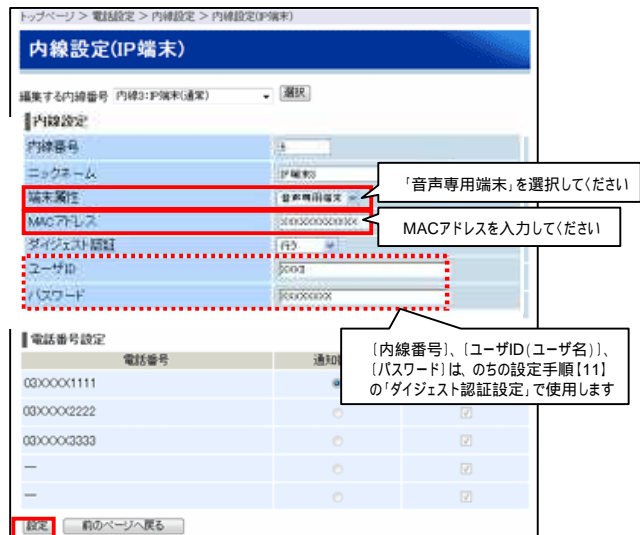 トップページ > 電話設定 > 内線設定 > 内線設定(IP端末)
内線設定(IP端末)
編集する内線番号 内線3:IP端末(通常) 選択
内線設定
内線番号 3
ニックネーム IP端末3
端末属性 音声専用端末
「音声専用端末」を選択してください
MACアドレス XXXXXXXXXXXX
MACアドレスを入力してください
ダイジェスト認証 行う
ユーザID XXX3
パスワード XXXXXXXX
電話番号設定
電話番号 通知
[内線番号]、[ユーザID(ユーザ名)]、
[パスワード]は、のちの設定手順【11】
の「ダイジェスト認証設定」で使用します
03XXXX1111
03XXXX2222
03XXXX3333
―
―
設定 前のページへ戻る